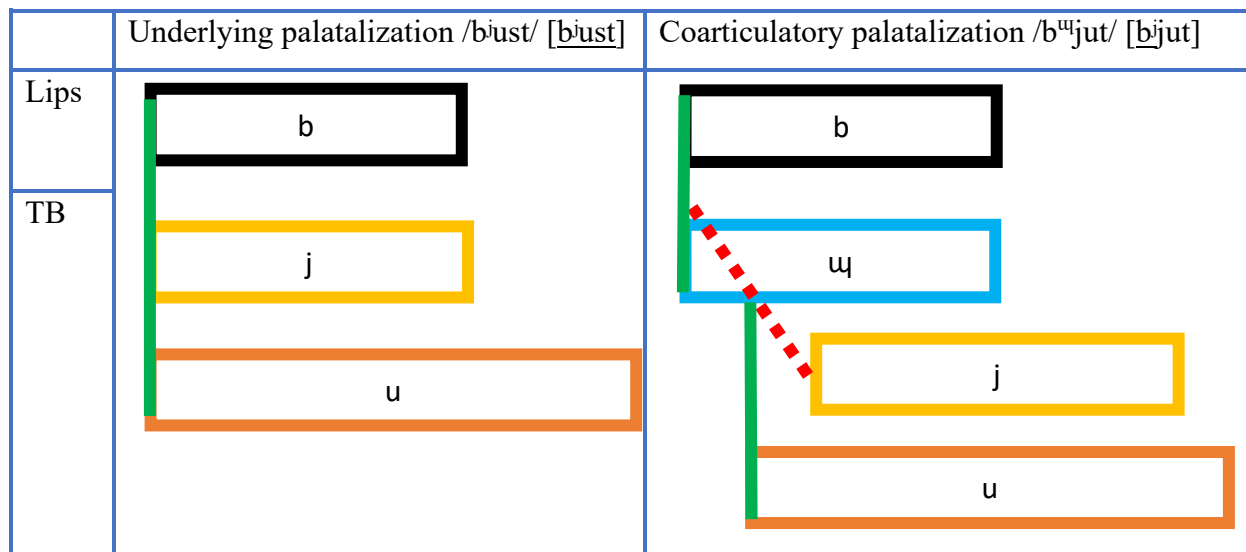 Underlying palatalization /bʲust/ [bʲust]
Coarticulatory palatalization /bᶭjut/ [bʲjut]
Lips
b
b
TB
j
ɰ
j
u
u